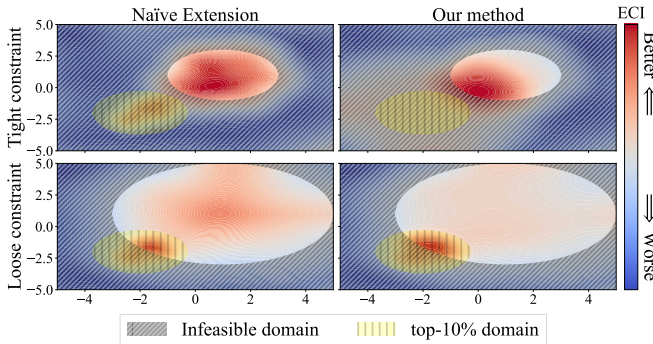 Naïve Extension
Our method
ECI
Tight constraint
5.0
2.5
0.0
−2.5
−5.0
Better
Loose constraint
5.0
2.5
0.0
−2.5
−5.0
Worse
−4 −2 0 2 4
−4 −2 0 2 4
Infeasible domain
top-10% domain